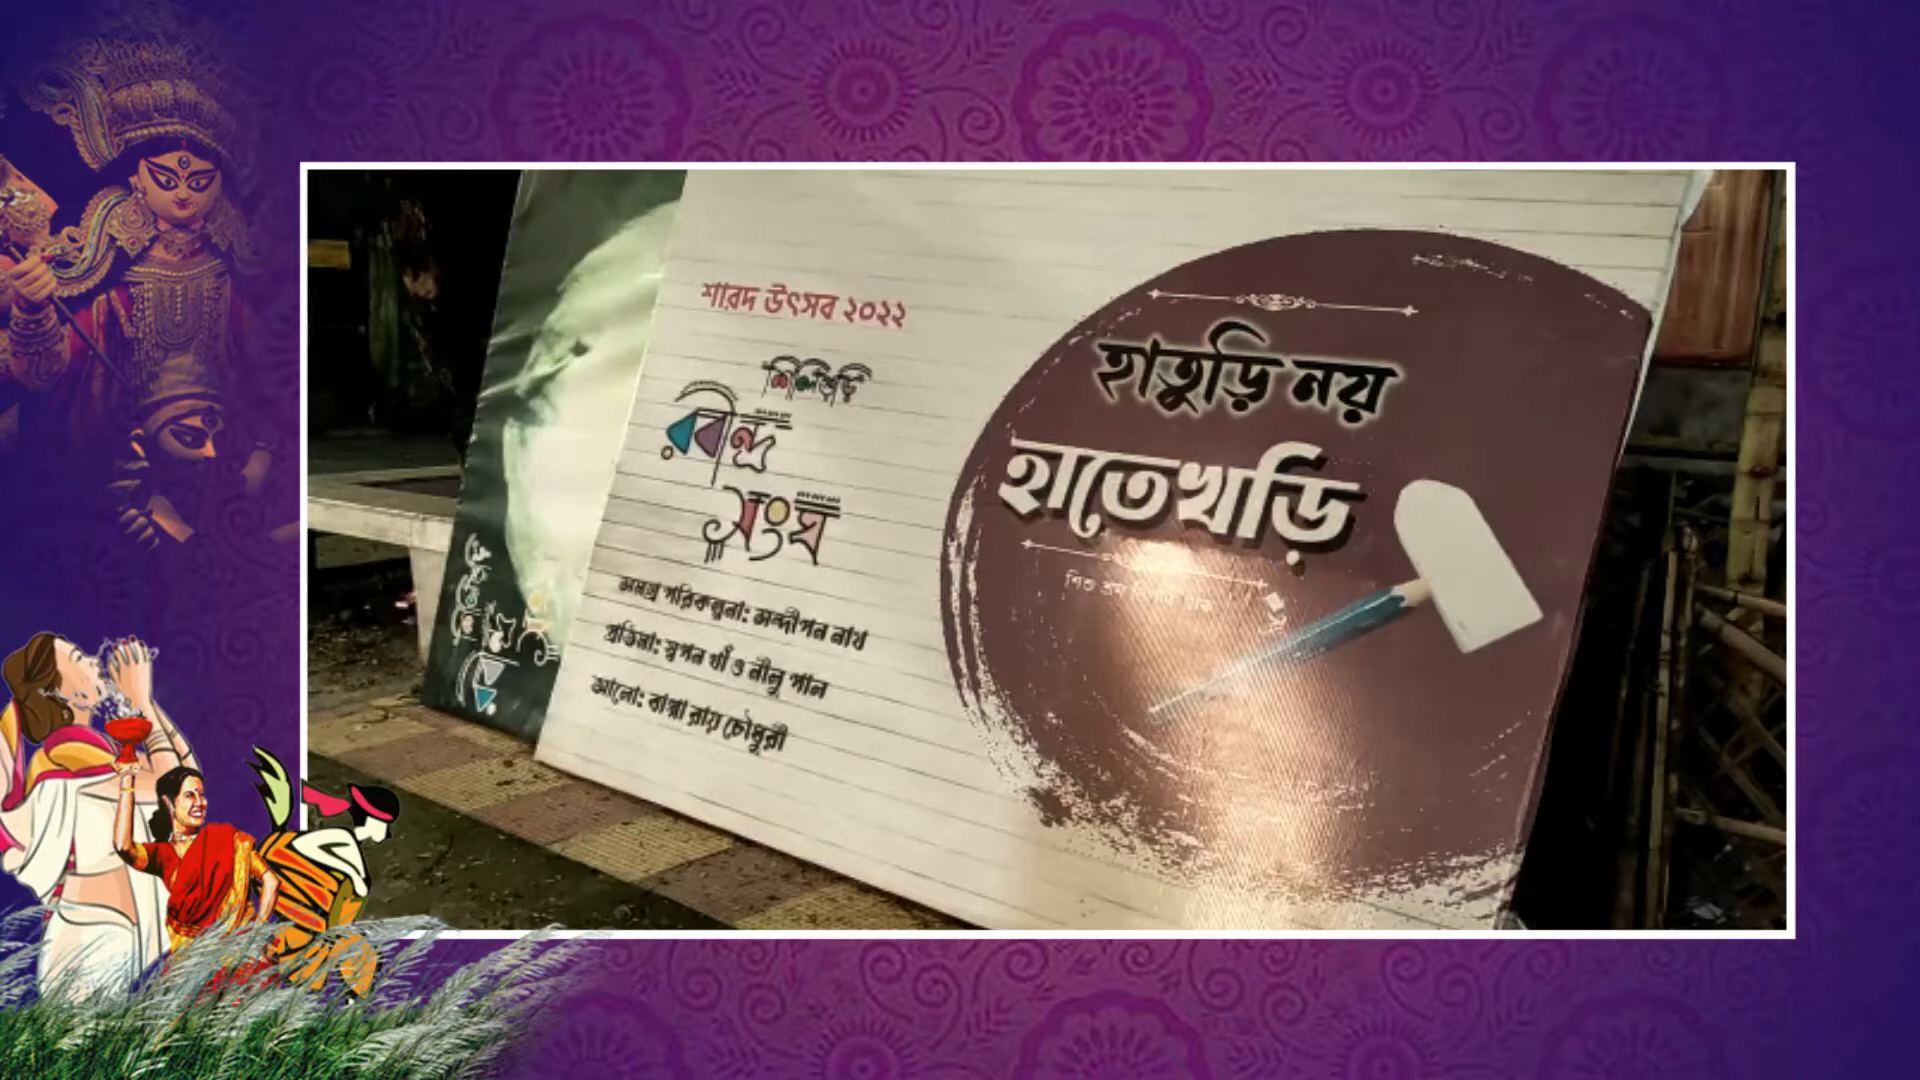 শারদ উৎসব ২০২২
শিলিগুড়ি
রবীন্দ্র
সংঘ
সমগ্র পরিকল্পনা: সন্দীপন নাথ
প্রতিমা: স্বপন খাঁ ও নীলু পাল
আলো: বাপ্পা রায় চৌধুরী
হাতুড়ি নয়
হাতেখড়ি
শিশু